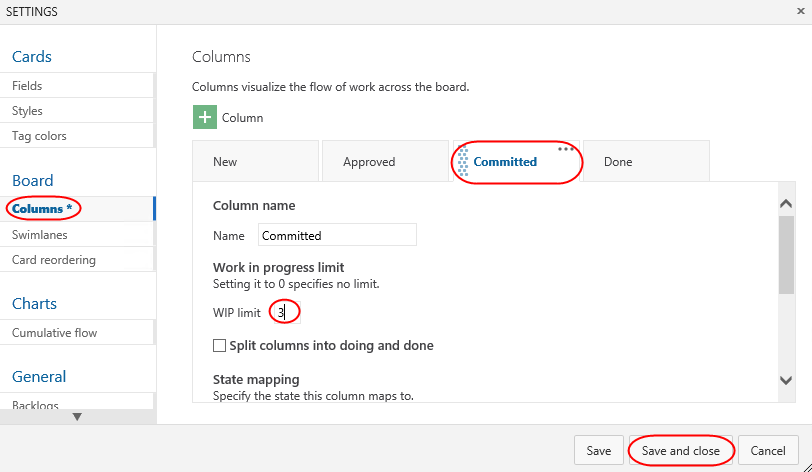 SETTINGS
Cards
Fields
Styles
Tag colors
Board
Columns *
Swimlanes
Card reordering
Charts
Cumulative flow
General
Backlogs
Columns
Columns visualize the flow of work across the board.
Column
New
Approved
Committed
Done
Column name
Name
Committed
Work in progress limit
Setting it to 0 specifies no limit.
WIP limit
3
Split columns into doing and done
State mapping
Specify the state this column maps to.
Save
Save and close
Cancel